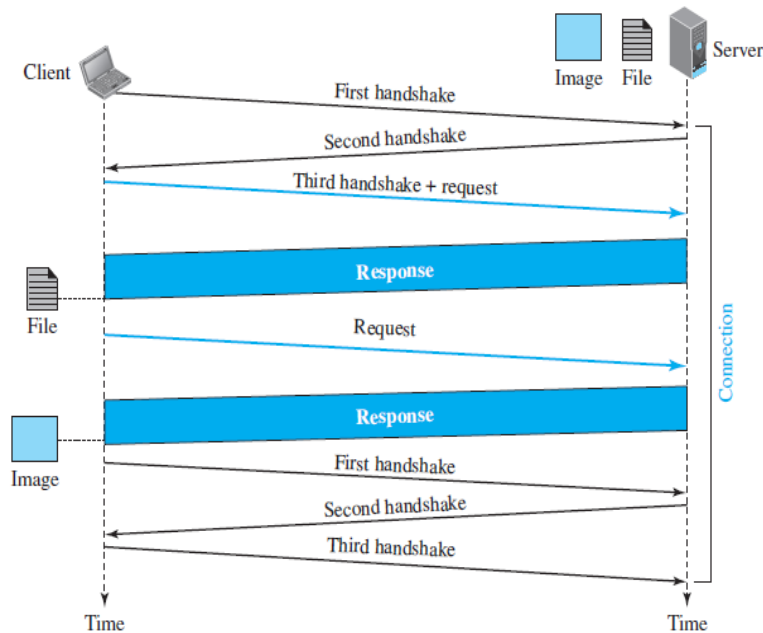 Client
Server
Image
File
First handshake
Second handshake
Third handshake + request
Response
File
Request
Connection
Response
Image
First handshake
Second handshake
Third handshake
Time
Time